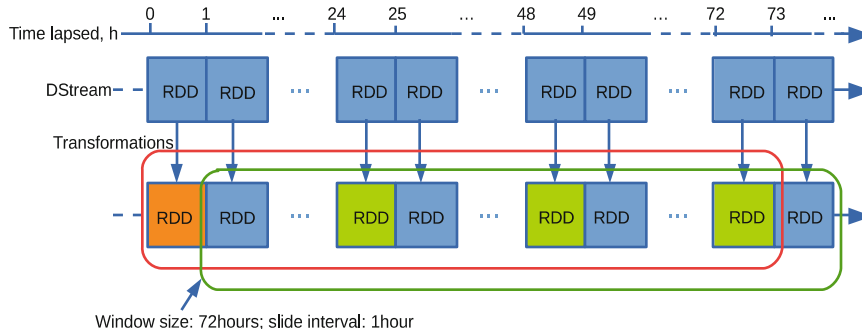 0 1 ... 24 25 ... 48 49 ... 72 73 ...
Time lapsed, h
DStream RDD RDD RDD RDD RDD RDD RDD RDD
Transformations
RDD RDD RDD RDD RDD RDD RDD RDD
Window size: 72hours; slide interval: 1hour